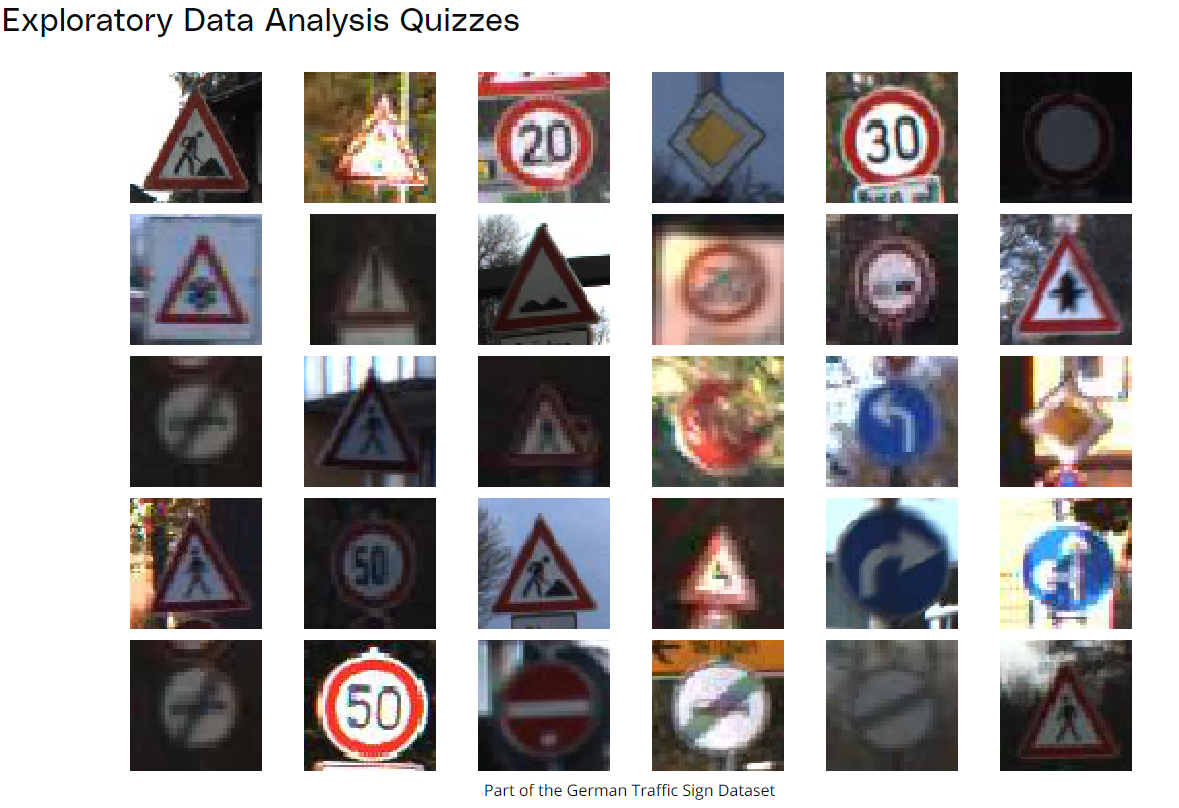 Exploratory Data Analysis Quizzes
20
30
50
50
Part of the German Traffic Sign Dataset